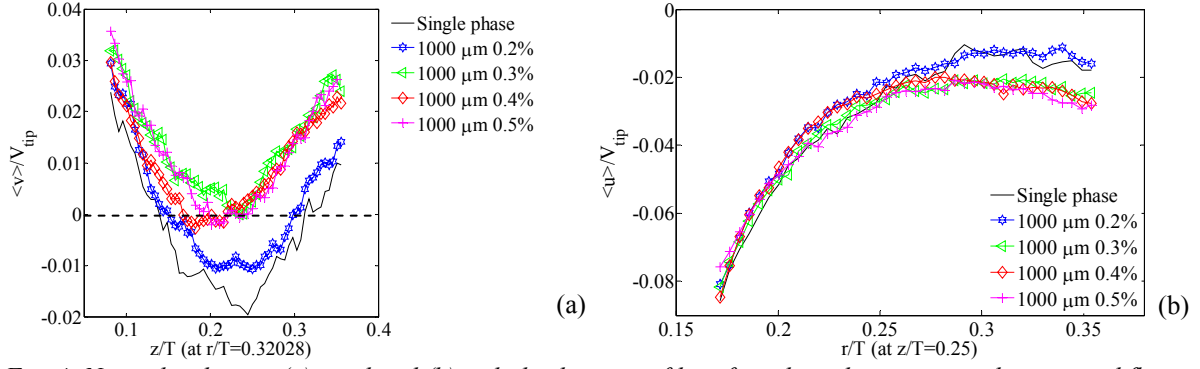 0.04
0.03
0.02
0.01
0
-0.01
-0.02
<v>/V_tip
0.1 0.2 0.3 0.4
z/T (at r/T=0.32028)
Single phase
1000 μm 0.2%
1000 μm 0.3%
1000 μm 0.4%
1000 μm 0.5%
(a)
0
-0.02
-0.04
-0.06
-0.08
<u>/V_tip
0.15 0.2 0.25 0.3 0.35
r/T (at z/T=0.25)
Single phase
1000 μm 0.2%
1000 μm 0.3%
1000 μm 0.4%
1000 μm 0.5%
(b)